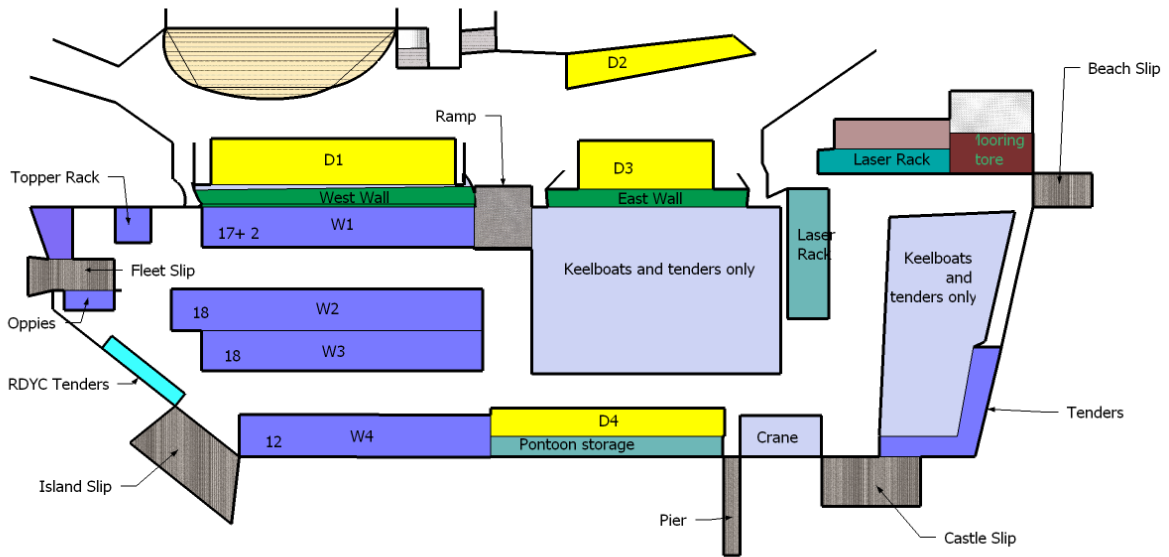 D2
Beach Slip
Ramp
D1
D3
Laser Rack
flooring
tore
Topper Rack
West Wall
East Wall
W1
17+ 2
Laser
Rack
Fleet Slip
Keelboats and tenders only
Keelboats
and
tenders only
W2
18
Oppies
W3
18
RDYC Tenders
D4
Tenders
W4
12
Pontoon storage
Crane
Island Slip
Pier
Castle Slip